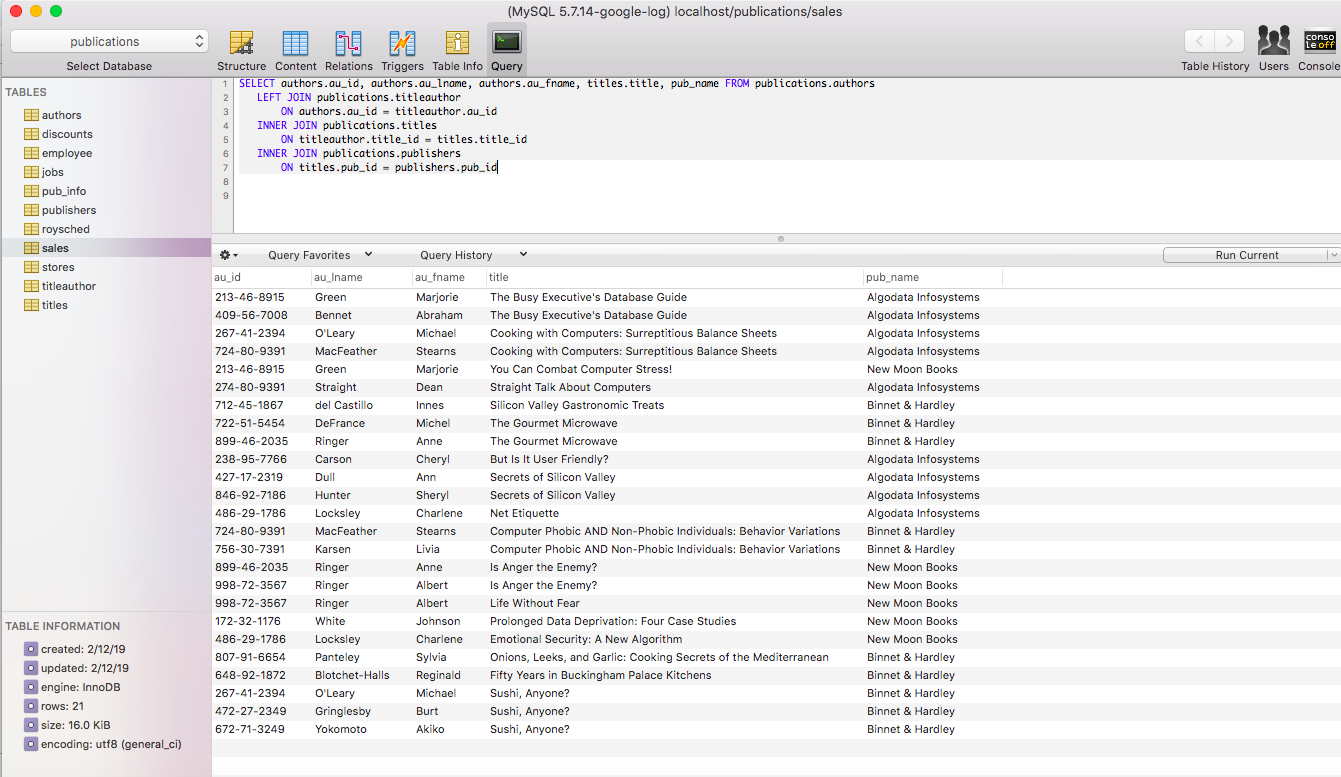 (MySQL 5.7.14-google-log) localhost/publications/sales
publications
Select Database
Structure
Content
Relations
Triggers
Table Info
Query
Table History
Users
conso
le off
Console
TABLES
authors
discounts
employee
jobs
pub_info
publishers
roysched
sales
stores
titleauthor
titles
TABLE INFORMATION
created: 2/12/19
updated: 2/12/19
engine: InnoDB
rows: 21
size: 16.0 KiB
encoding: utf8 (general_ci)
1 SELECT authors.au_id, authors.au_lname, authors.au_fname, titles.title, pub_name FROM publications.authors
2 LEFT JOIN publications.titleauthor
3 ON authors.au_id = titleauthor.au_id
4 INNER JOIN publications.titles
5 ON titleauthor.title_id = titles.title_id
6 INNER JOIN publications.publishers
7 ON titles.pub_id = publishers.pub_id
8
9
Query Favorites Query History Run Current
au_id au_lname au_fname title pub_name
213-46-8915 Green Marjorie The Busy Executive's Database Guide Algodata Infosystems
409-56-7008 Bennet Abraham The Busy Executive's Database Guide Algodata Infosystems
267-41-2394 O'Leary Michael Cooking with Computers: Surreptitious Balance Sheets Algodata Infosystems
724-80-9391 MacFeather Stearns Cooking with Computers: Surreptitious Balance Sheets Algodata Infosystems
213-46-8915 Green Marjorie You Can Combat Computer Stress! New Moon Books
274-80-9391 Straight Dean Straight Talk About Computers Algodata Infosystems
712-45-1867 del Castillo Innes Silicon Valley Gastronomic Treats Binnet & Hardley
722-51-5454 DeFrance Michel The Gourmet Microwave Binnet & Hardley
899-46-2035 Ringer Anne The Gourmet Microwave Binnet & Hardley
238-95-7766 Carson Cheryl But Is It User Friendly? Algodata Infosystems
427-17-2319 Dull Ann Secrets of Silicon Valley Algodata Infosystems
846-92-7186 Hunter Sheryl Secrets of Silicon Valley Algodata Infosystems
486-29-1786 Locksley Charlene Net Etiquette Algodata Infosystems
724-80-9391 MacFeather Stearns Computer Phobic AND Non-Phobic Individuals: Behavior Variations Binnet & Hardley
756-30-7391 Karsen Livia Computer Phobic AND Non-Phobic Individuals: Behavior Variations Binnet & Hardley
899-46-2035 Ringer Anne Is Anger the Enemy? New Moon Books
998-72-3567 Ringer Albert Is Anger the Enemy? New Moon Books
998-72-3567 Ringer Albert Life Without Fear New Moon Books
172-32-1176 White Johnson Prolonged Data Deprivation: Four Case Studies New Moon Books
486-29-1786 Locksley Charlene Emotional Security: A New Algorithm New Moon Books
807-91-6654 Panteley Sylvia Onions, Leeks, and Garlic: Cooking Secrets of the Mediterranean Binnet & Hardley
648-92-1872 Blotchet-Halls Reginald Fifty Years in Buckingham Palace Kitchens Binnet & Hardley
267-41-2394 O'Leary Michael Sushi, Anyone? Binnet & Hardley
472-27-2349 Gringlesby Burt Sushi, Anyone? Binnet & Hardley
672-71-3249 Yokomoto Akiko Sushi, Anyone? Binnet & Hardley